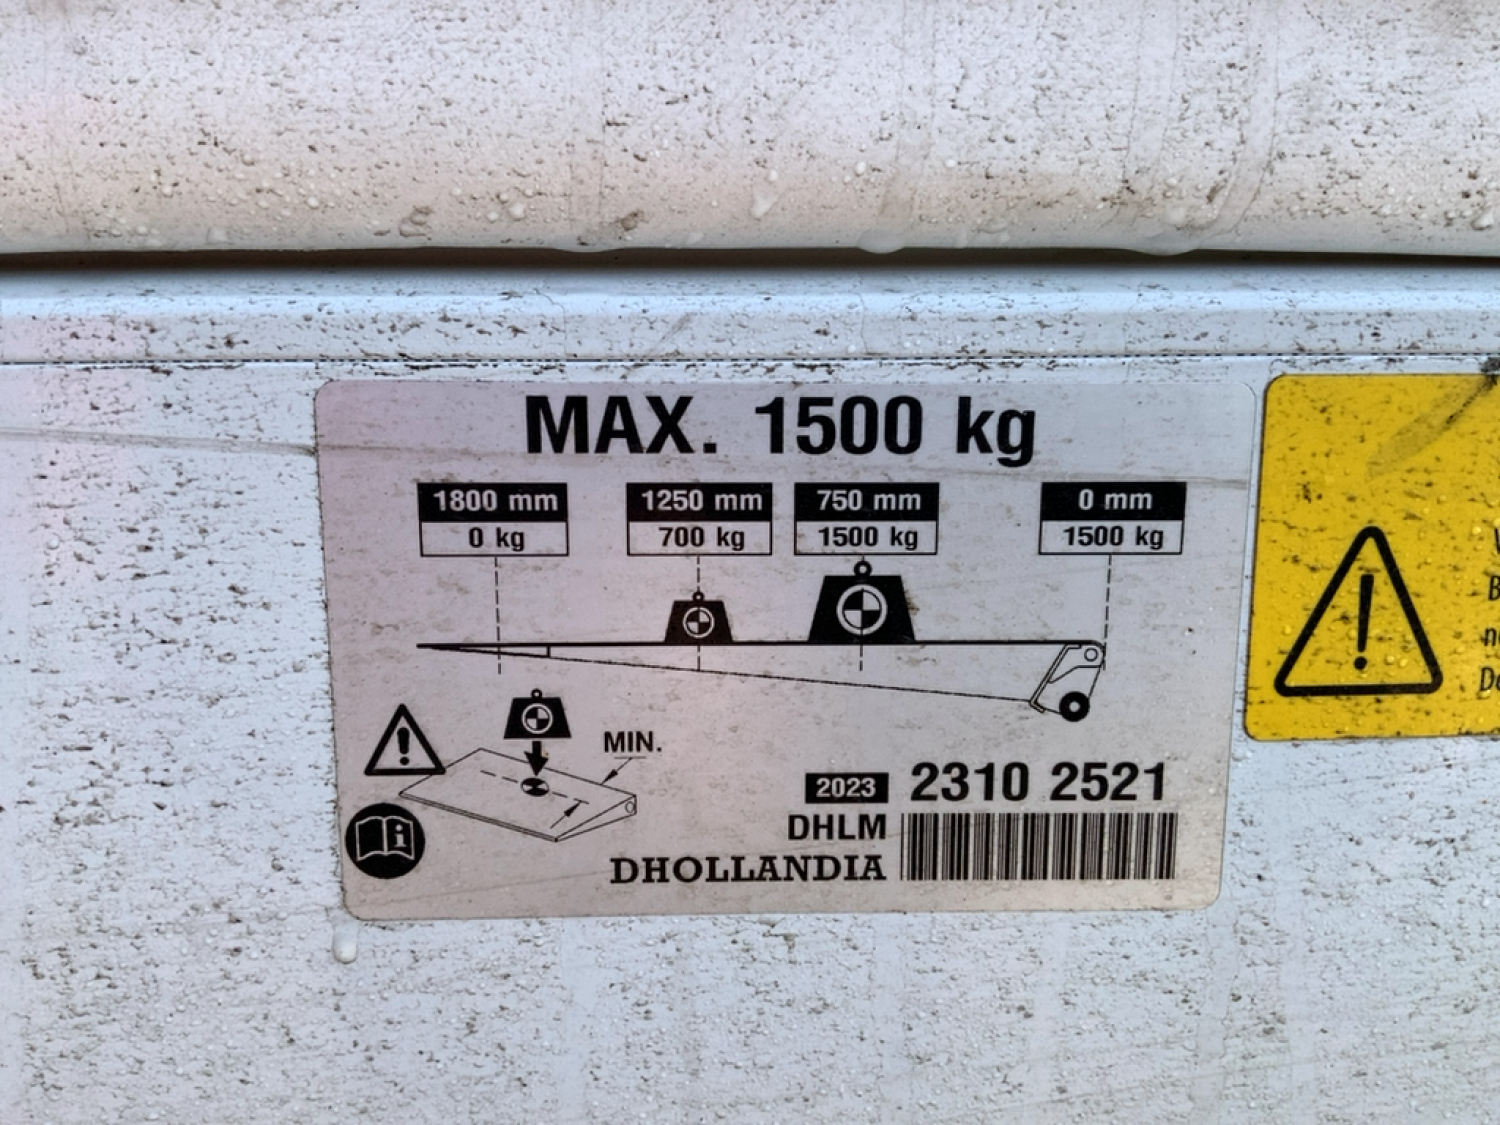 MAX. 1500 kg
1800 mm 1250 mm 750 mm 0 mm
0 kg 700 kg 1500 kg 1500 kg
MIN.
2023 2310 2521
DHLM
DHOLLANDIA